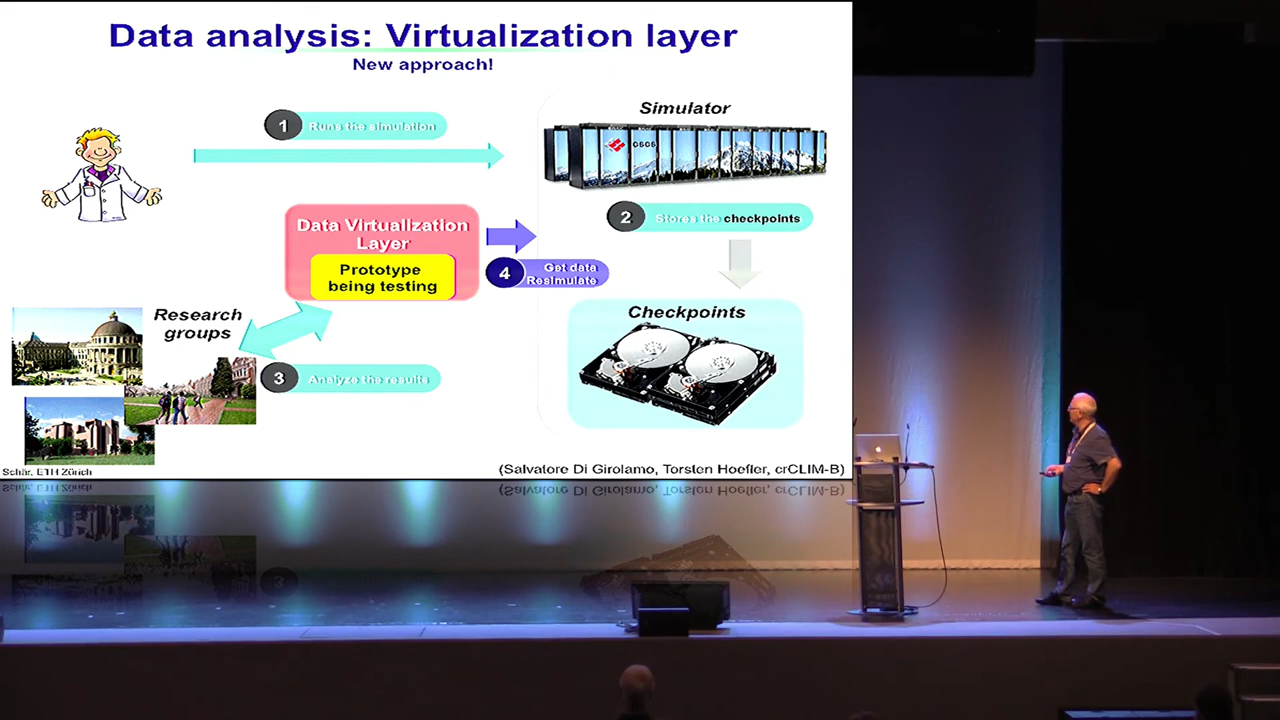 Data analysis: Virtualization layer
New approach!
1 Runs the simulation
Simulator
CSCS
2 Stores the checkpoints
Data Virtualization
Layer
Prototype
being testing
4 Get data
Resimulate
Checkpoints
Research
groups
3 Analyze the results
Schär, ETH Zürich
(Salvatore Di Girolamo, Torsten Hoefler, crCLIM-B)